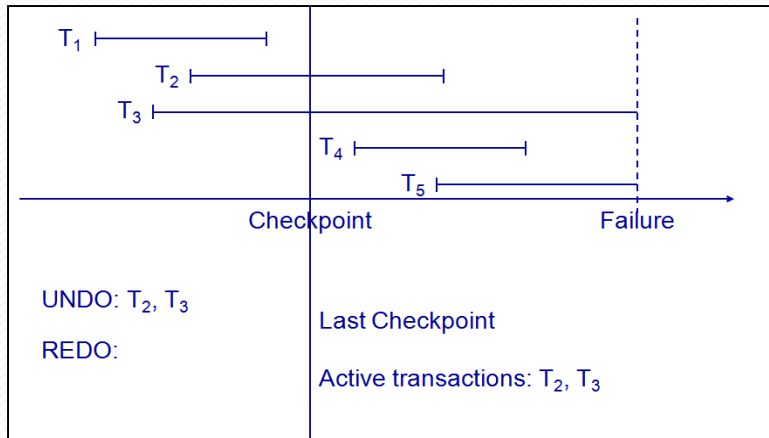 T₁
T₂
T₃
T₄
T₅
Checkpoint Failure
UNDO: T₂, T₃
Last Checkpoint
REDO:
Active transactions: T₂, T₃